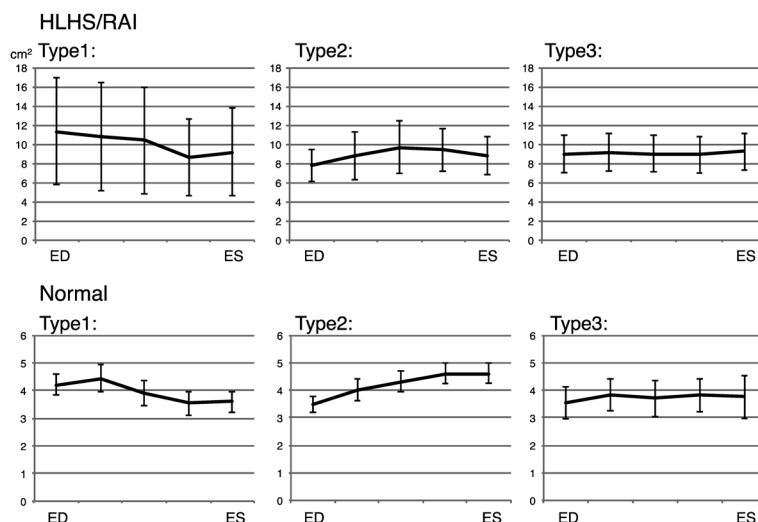 HLHS/RAI
cm² Type1: Type2: Type3:
18 18 18
16 16 16
14 14 14
12 12 12
10 10 10
8 8 8
6 6 6
4 4 4
2 2 2
0 0 0
ED ES ED ES ED ES
Normal
Type1: Type2: Type3:
6 6 6
5 5 5
4 4 4
3 3 3
2 2 2
1 1 1
0 0 0
ED ES ED ES ED ES